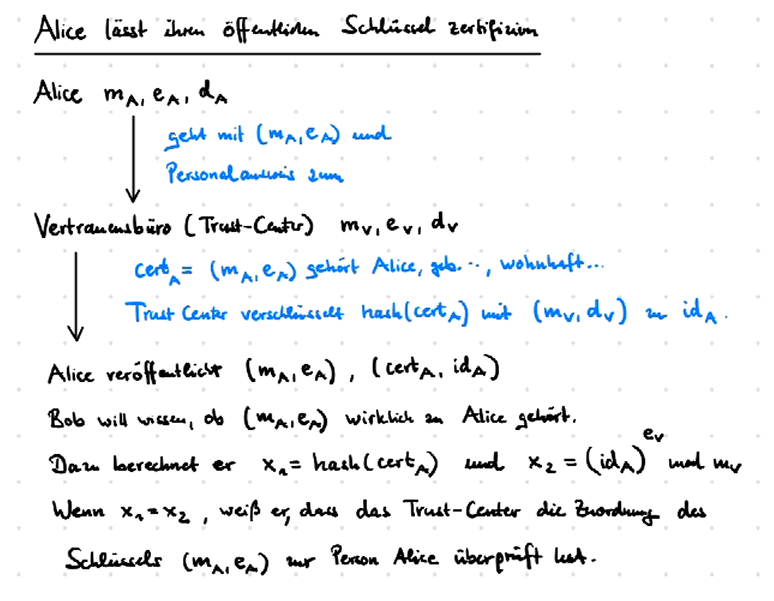 Alice lässt ihren öffentlichen Schlüssel zertifizieren
Alice m_A, e_A, d_A
geht mit (m_A, e_A) und
Personalausweis zum
Vertrauensbüro (Trust-Center) m_V, e_V, d_V
cert_A = (m_A, e_A) gehört Alice, geb. ..., wohnhaft...
Trust Center verschlüsselt hash(cert_A) mit (m_V, d_V) zu id_A.
Alice veröffentlicht (m_A, e_A), (cert_A, id_A)
Bob will wissen, ob (m_A, e_A) wirklich zu Alice gehört.
Dazu berechnet er x_1 = hash(cert_A) und x_2 = (id_A)^e_V mod m_V
Wenn x_1 = x_2, weiß er, dass das Trust-Center die Zuordnung des
Schlüssels (m_A, e_A) zur Person Alice überprüft hat.